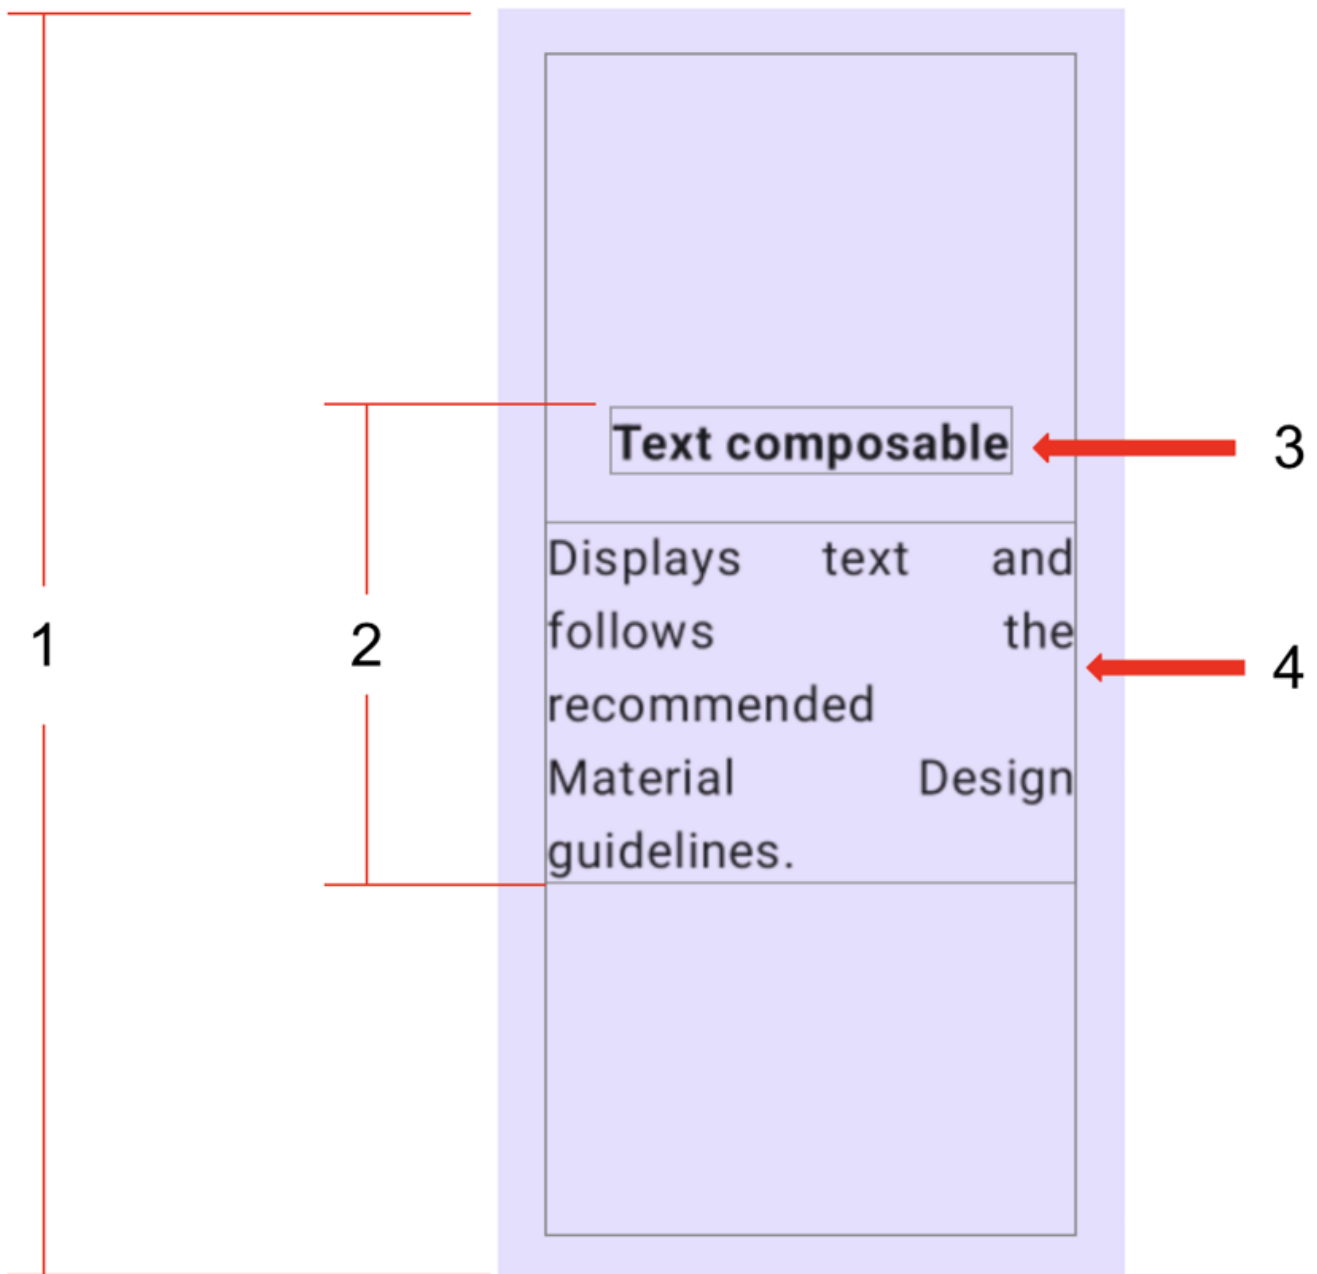 Text composable
3
Displays text and
follows the
1
2
4
recommended
Material Design
guidelines.